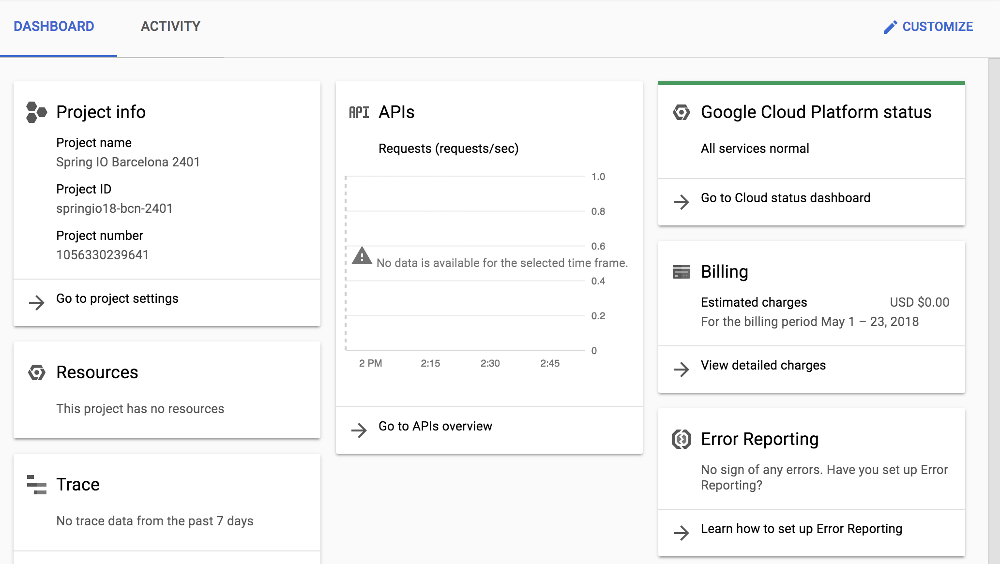 DASHBOARD
ACTIVITY
CUSTOMIZE
Project info
Project name
Spring IO Barcelona 2401
Project ID
springio18-bcn-2401
Project number
1056330239641
Go to project settings
Resources
This project has no resources
Trace
No trace data from the past 7 days
API APIs
Requests (requests/sec)
1.0
0.8
0.6
No data is available for the selected time frame.
0.4
0.2
0
2 PM 2:15 2:30 2:45
Go to APIs overview
Google Cloud Platform status
All services normal
Go to Cloud status dashboard
Billing
Estimated charges USD $0.00
For the billing period May 1 – 23, 2018
View detailed charges
Error Reporting
No sign of any errors. Have you set up Error
Reporting?
Learn how to set up Error Reporting